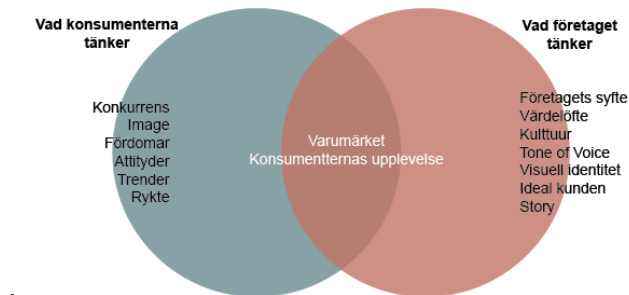 Vad konsumenterna
tänker
Vad företaget
tänker
Konkurrens
Image
Fördomar
Attityder
Trender
Rykte
Varumärket
Konsumentternas upplevelse
Företagets syfte
Värdelöfte
Kulttuur
Tone of Voice
Visuell identitet
Ideal kunden
Story